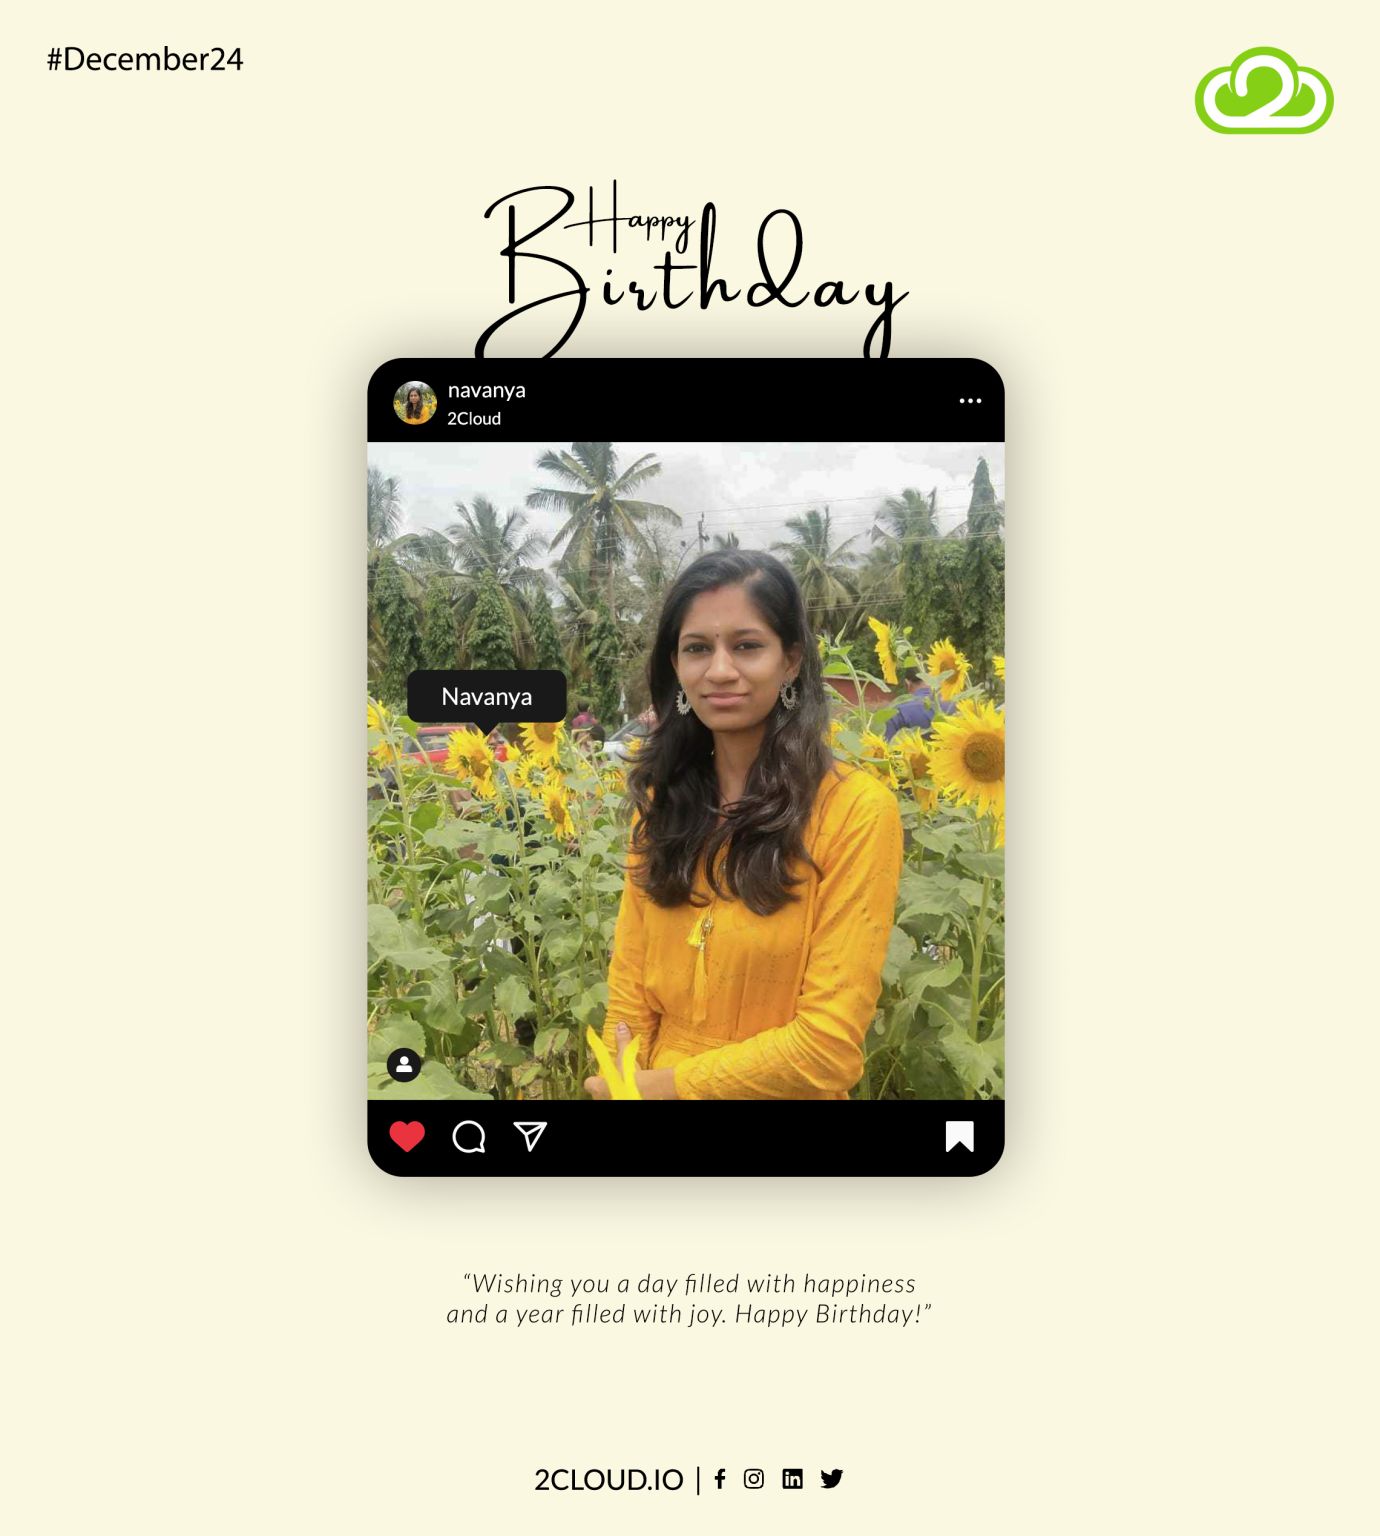 #December24
Happy
Birthday
navanya
2Cloud
Navanya
“Wishing you a day filled with happiness
and a year filled with joy. Happy Birthday!”
2CLOUD.IO |